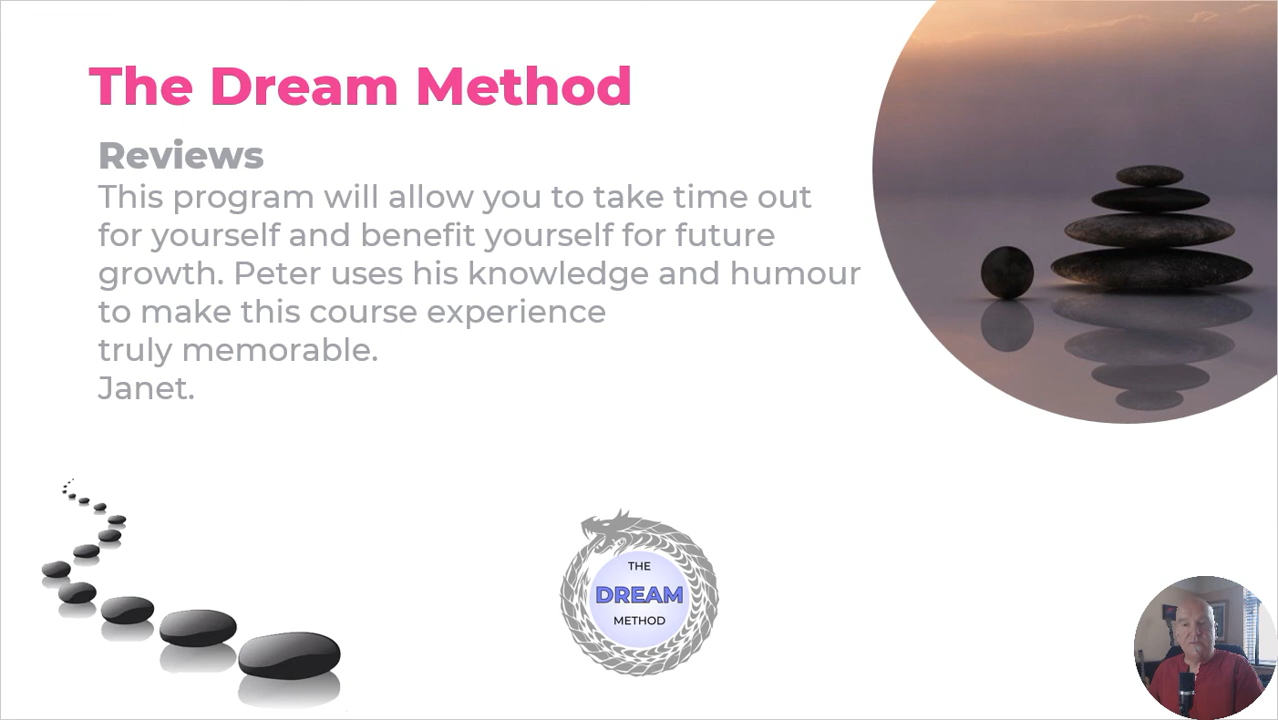 The Dream Method
Reviews
This program will allow you to take time out
for yourself and benefit yourself for future
growth. Peter uses his knowledge and humour
to make this course experience
truly memorable.
Janet.
THE
DREAM
METHOD